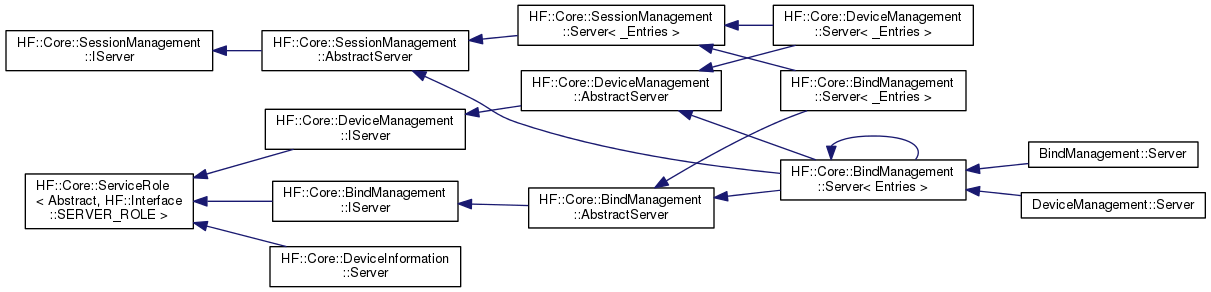 HF::Core::SessionManagement
::IServer
HF::Core::ServiceRole
< Abstract, HF::Interface
::SERVER_ROLE >
HF::Core::SessionManagement
::AbstractServer
HF::Core::DeviceManagement
::IServer
HF::Core::BindManagement
::IServer
HF::Core::DeviceInformation
::Server
HF::Core::SessionManagement
::Server< _Entries >
HF::Core::DeviceManagement
::AbstractServer
HF::Core::BindManagement
::AbstractServer
HF::Core::DeviceManagement
::Server< _Entries >
HF::Core::BindManagement
::Server< _Entries >
HF::Core::BindManagement
::Server< Entries >
BindManagement::Server
DeviceManagement::Server